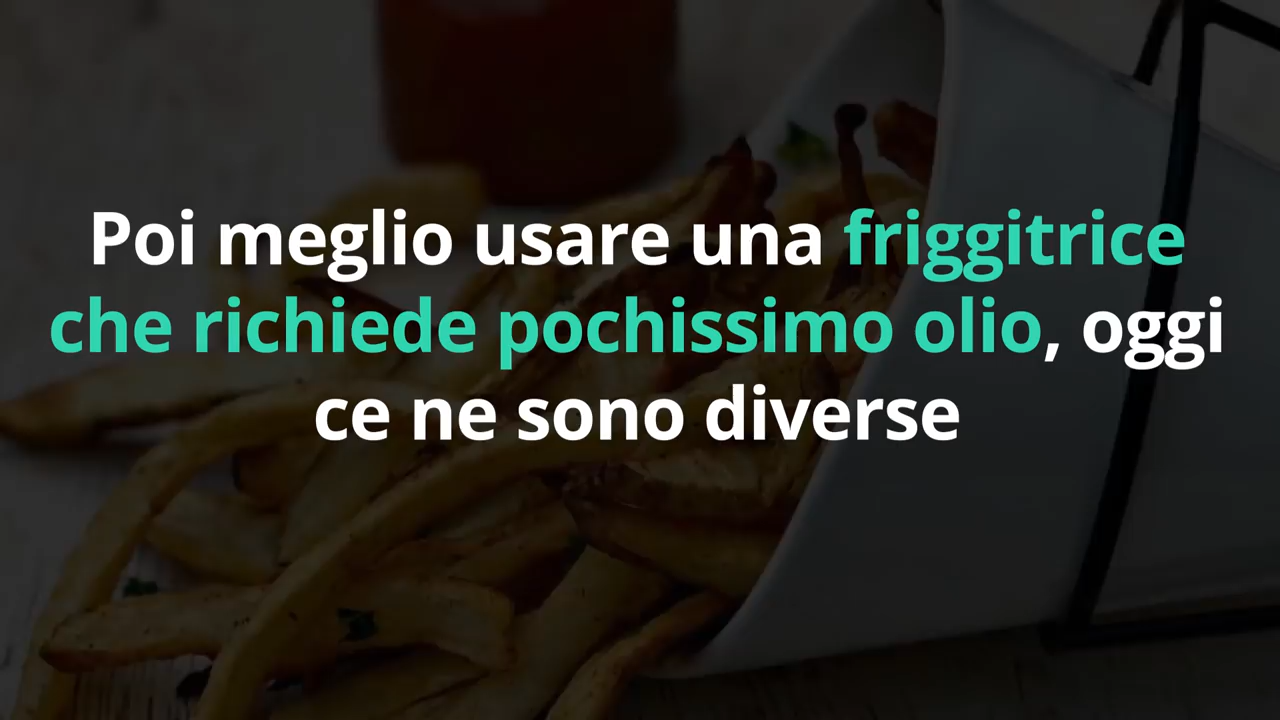 Poi meglio usare una friggitrice
che richiede pochissimo olio, oggi
ce ne sono diverse